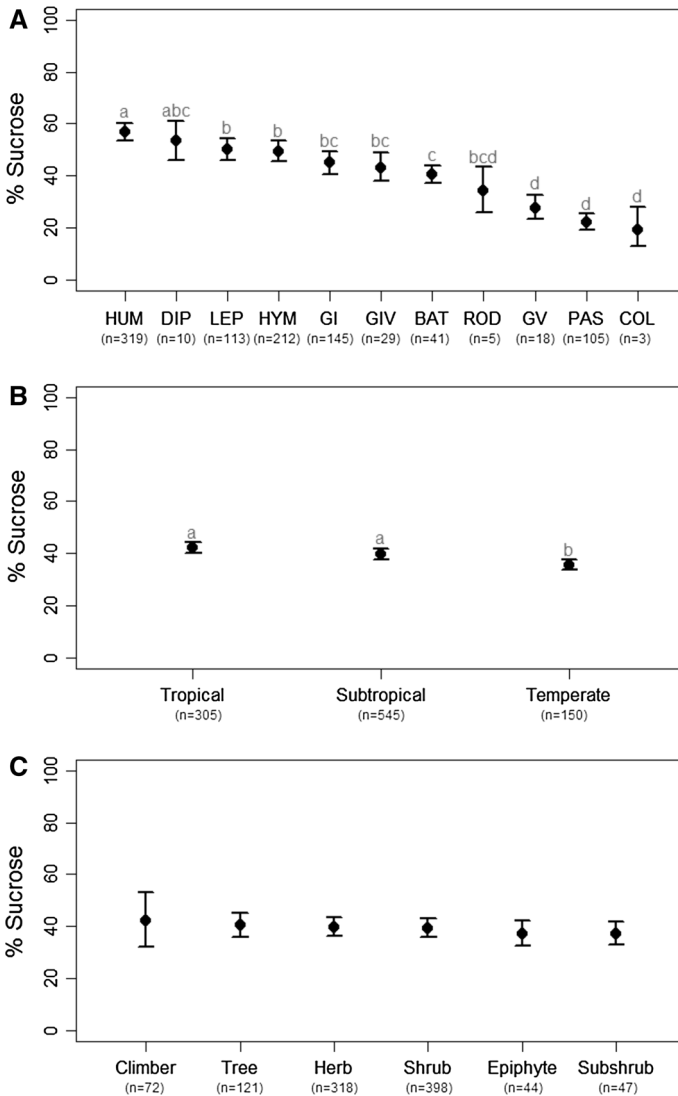 A
% Sucrose
100
80
60
40
20
0
a abc b b bc bc c bcd d d d
HUM DIP LEP HYM GI GIV BAT ROD GV PAS COL
(n=319) (n=10) (n=113) (n=212) (n=145) (n=29) (n=41) (n=5) (n=18) (n=105) (n=3)
B
% Sucrose
100
80
60
40
20
0
a a b
Tropical Subtropical Temperate
(n=305) (n=545) (n=150)
C
% Sucrose
100
80
60
40
20
0
Climber Tree Herb Shrub Epiphyte Subshrub
(n=72) (n=121) (n=318) (n=398) (n=44) (n=47)